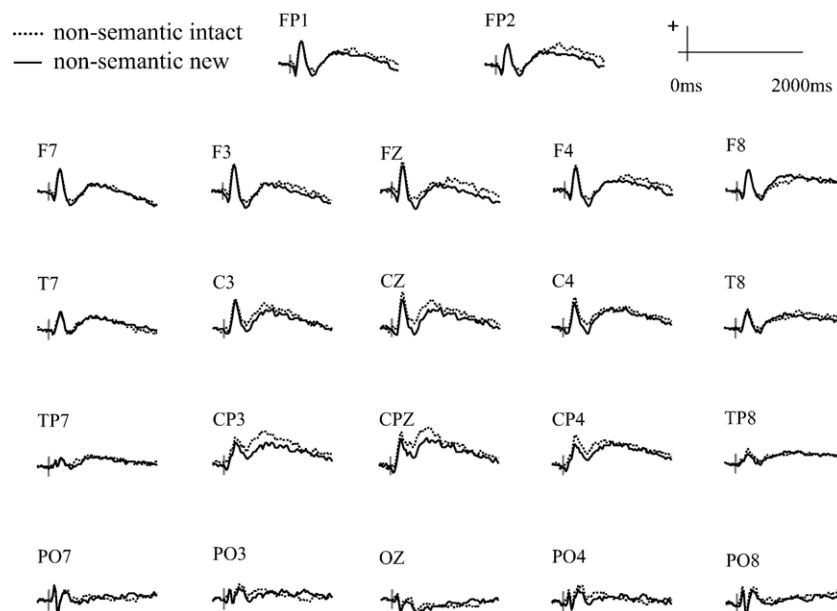 FP1 FP2
non-semantic intact
non-semantic new
+
0ms 2000ms
F7 F3 FZ F4 F8
T7 C3 CZ C4 T8
TP7 CP3 CPZ CP4 TP8
PO7 PO3 OZ PO4 PO8